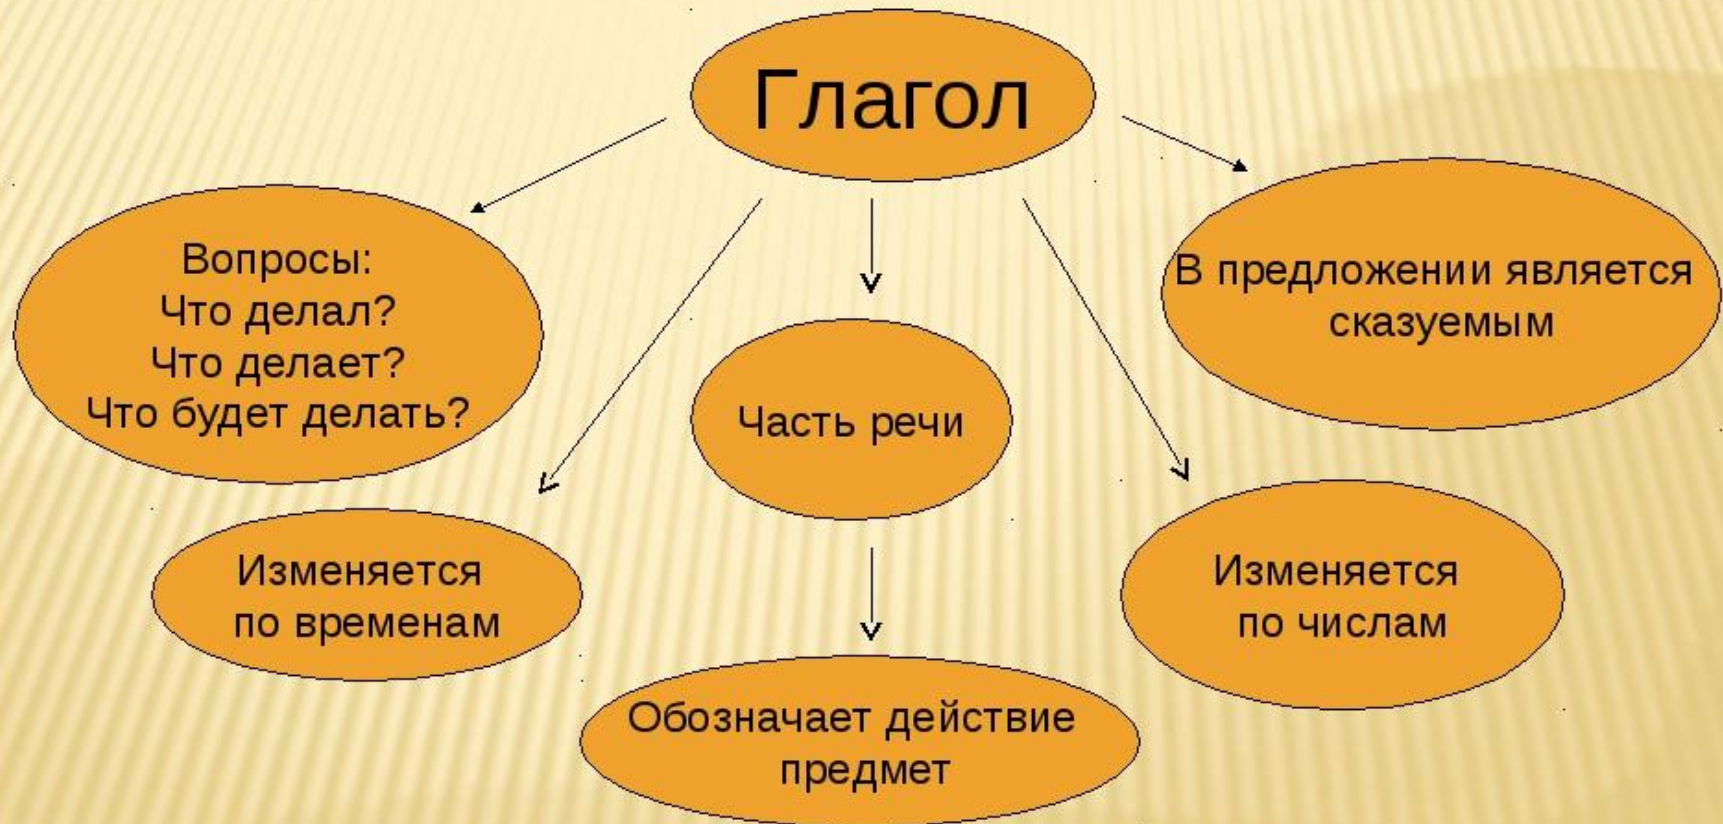 Глагол
Вопросы:
Что делал?
Что делает?
Что будет делать?
В предложении является
сказуемым
Часть речи
Изменяется
по временам
Изменяется
по числам
Обозначает действие
предмет